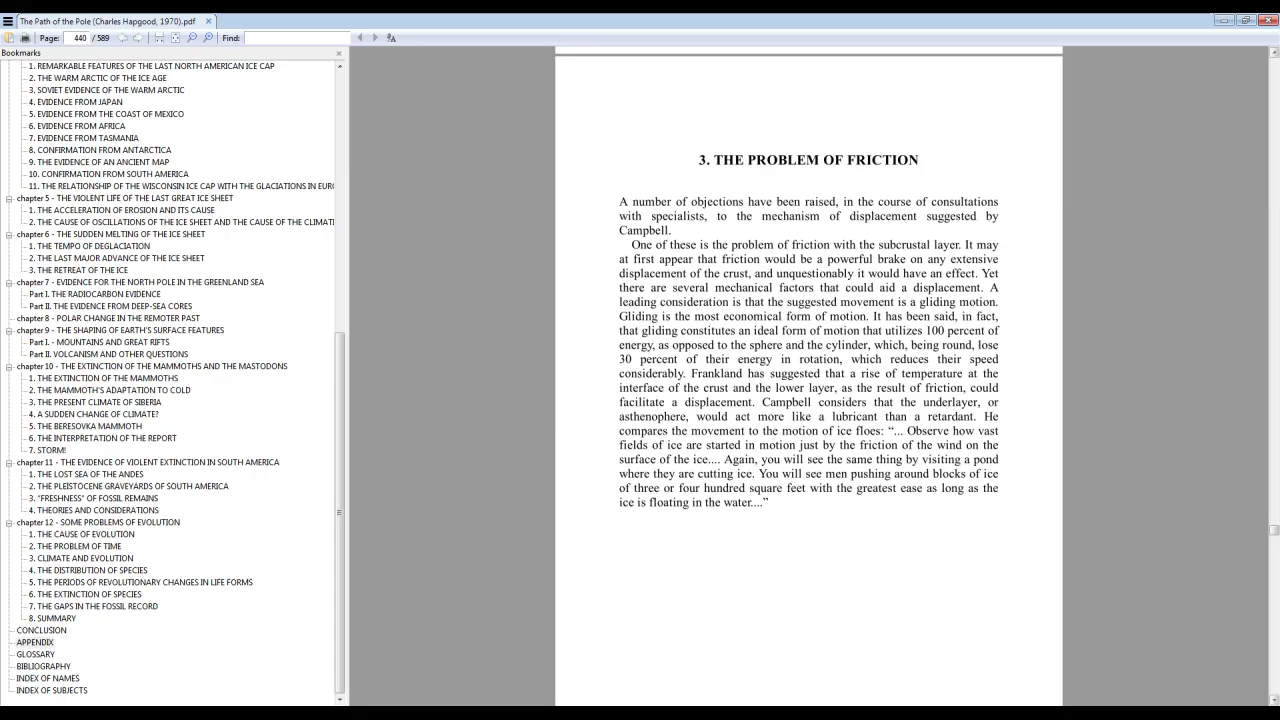 The Path of the Pole (Charles Hapgood, 1970).pdf
Page: 440 / 589 Find:
Bookmarks
1. REMARKABLE FEATURES OF THE LAST NORTH AMERICAN ICE CAP
2. THE WARM ARCTIC OF THE ICE AGE
3. SOVIET EVIDENCE OF THE WARM ARCTIC
4. EVIDENCE FROM JAPAN
5. EVIDENCE FROM THE COAST OF MEXICO
6. EVIDENCE FROM AFRICA
7. EVIDENCE FROM TASMANIA
8. CONFIRMATION FROM ANTARCTICA
9. THE EVIDENCE OF AN ANCIENT MAP
10. CONFIRMATION FROM SOUTH AMERICA
11. THE RELATIONSHIP OF THE WISCONSIN ICE CAP WITH THE GLACIATIONS IN EUR
chapter 5 - THE VIOLENT LIFE OF THE LAST GREAT ICE SHEET
1. THE ACCELERATION OF EROSION AND ITS CAUSE
2. THE CAUSE OF OSCILLATIONS OF THE ICE SHEET AND THE CAUSE OF THE CLIMATI
chapter 6 - THE SUDDEN MELTING OF THE ICE SHEET
1. THE TEMPO OF DEGLACIATION
2. THE LAST MAJOR ADVANCE OF THE ICE SHEET
3. THE RETREAT OF THE ICE
chapter 7 - EVIDENCE FOR THE NORTH POLE IN THE GREENLAND SEA
Part I. THE RADIOCARBON EVIDENCE
Part II. THE EVIDENCE FROM DEEP-SEA CORES
chapter 8 - POLAR CHANGE IN THE REMOTER PAST
chapter 9 - THE SHAPING OF EARTH'S SURFACE FEATURES
Part I. - MOUNTAINS AND GREAT RIFTS
Part II. VOLCANISM AND OTHER QUESTIONS
chapter 10 - THE EXTINCTION OF THE MAMMOTHS AND THE MASTODONS
1. THE EXTINCTION OF THE MAMMOTHS
2. THE MAMMOTH'S ADAPTATION TO COLD
3. THE PRESENT CLIMATE OF SIBERIA
4. A SUDDEN CHANGE OF CLIMATE?
5. THE BERESOVKA MAMMOTH
6. THE INTERPRETATION OF THE REPORT
7. STORM!
chapter 11 - THE EVIDENCE OF VIOLENT EXTINCTION IN SOUTH AMERICA
1. THE LOST SEA OF THE ANDES
2. THE PLEISTOCENE GRAVEYARDS OF SOUTH AMERICA
3. "FRESHNESS" OF FOSSIL REMAINS
4. THEORIES AND CONSIDERATIONS
chapter 12 - SOME PROBLEMS OF EVOLUTION
1. THE CAUSE OF EVOLUTION
2. THE PROBLEM OF TIME
3. CLIMATE AND EVOLUTION
4. THE DISTRIBUTION OF SPECIES
5. THE PERIODS OF REVOLUTIONARY CHANGES IN LIFE FORMS
6. THE EXTINCTION OF SPECIES
7. THE GAPS IN THE FOSSIL RECORD
8. SUMMARY
CONCLUSION
APPENDIX
GLOSSARY
BIBLIOGRAPHY
INDEX OF NAMES
INDEX OF SUBJECTS
3. THE PROBLEM OF FRICTION
A number of objections have been raised, in the course of consultations
with specialists, to the mechanism of displacement suggested by
Campbell.
One of these is the problem of friction with the subcrustal layer. It may
at first appear that friction would be a powerful brake on any extensive
displacement of the crust, and unquestionably it would have an effect. Yet
there are several mechanical factors that could aid a displacement. A
leading consideration is that the suggested movement is a gliding motion.
Gliding is the most economical form of motion. It has been said, in fact,
that gliding constitutes an ideal form of motion that utilizes 100 percent of
energy, as opposed to the sphere and the cylinder, which, being round, lose
30 percent of their energy in rotation, which reduces their speed
considerably. Frankland has suggested that a rise of temperature at the
interface of the crust and the lower layer, as the result of friction, could
facilitate a displacement. Campbell considers that the underlayer, or
asthenophere, would act more like a lubricant than a retardant. He
compares the movement to the motion of ice floes: “... Observe how vast
fields of ice are started in motion just by the friction of the wind on the
surface of the ice.... Again, you will see the same thing by visiting a pond
where they are cutting ice. You will see men pushing around blocks of ice
of three or four hundred square feet with the greatest ease as long as the
ice is floating in the water....”